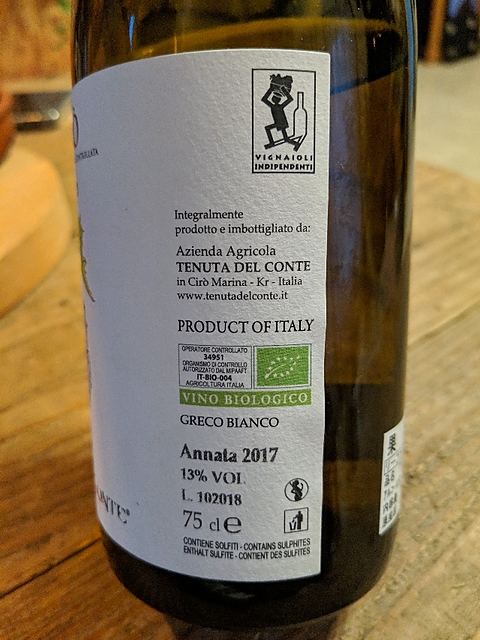 VIGNAIOLI
INDIPENDENTI
Integralmente
prodotto e imbottigliato da:
Azienda Agricola
TENUTA DEL CONTE
in Cirò Marina - Kr - Italia
www.tenutadelconte.it
PRODUCT OF ITALY
OPERATORE CONTROLLATO
34951
ORGANISMO DI CONTROLLO
AUTORIZZATO DAL MIPAAFT
IT-BIO-004
AGRICOLTURA ITALIA
VINO BIOLOGICO
GRECO BIANCO
Annata 2017
13% VOL
L. 102018
75 cl e
CONTIENE SOLFITI - CONTAINS SULPHITES
ENTHALT SULFITE - CONTIENT DES SULFITES
果